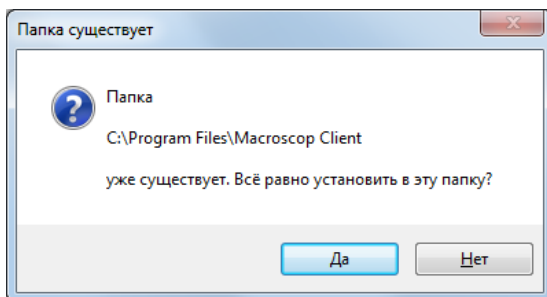 Папка существует
Папка
C:\Program Files\Macroscop Client
уже существует. Всё равно установить в эту папку?
Да
Нет